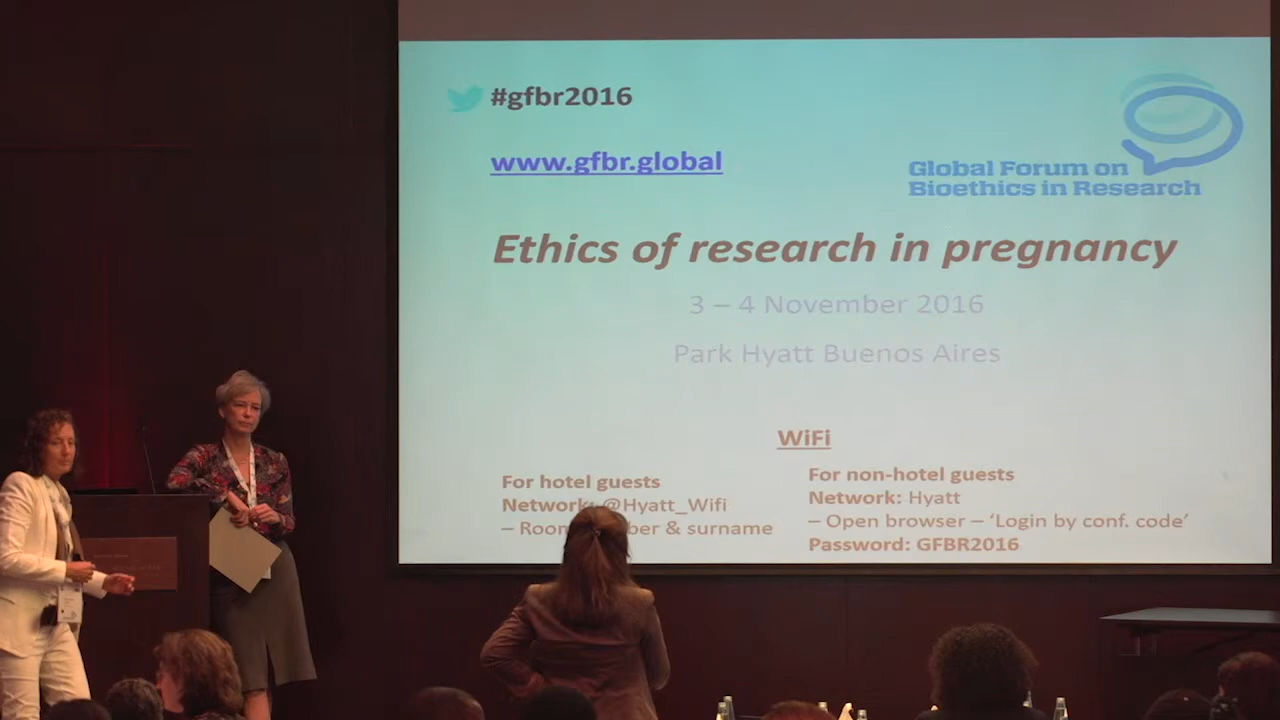 #gfbr2016
www.gfbr.global
Global Forum on
Bioethics in Research
Ethics of research in pregnancy
3 – 4 November 2016
Park Hyatt Buenos Aires
WiFi
For hotel guests
Network: @Hyatt_Wifi
– Room & surname
For non-hotel guests
Network: Hyatt
– Open browser – ‘Login by conf. code’
Password: GFBR2016